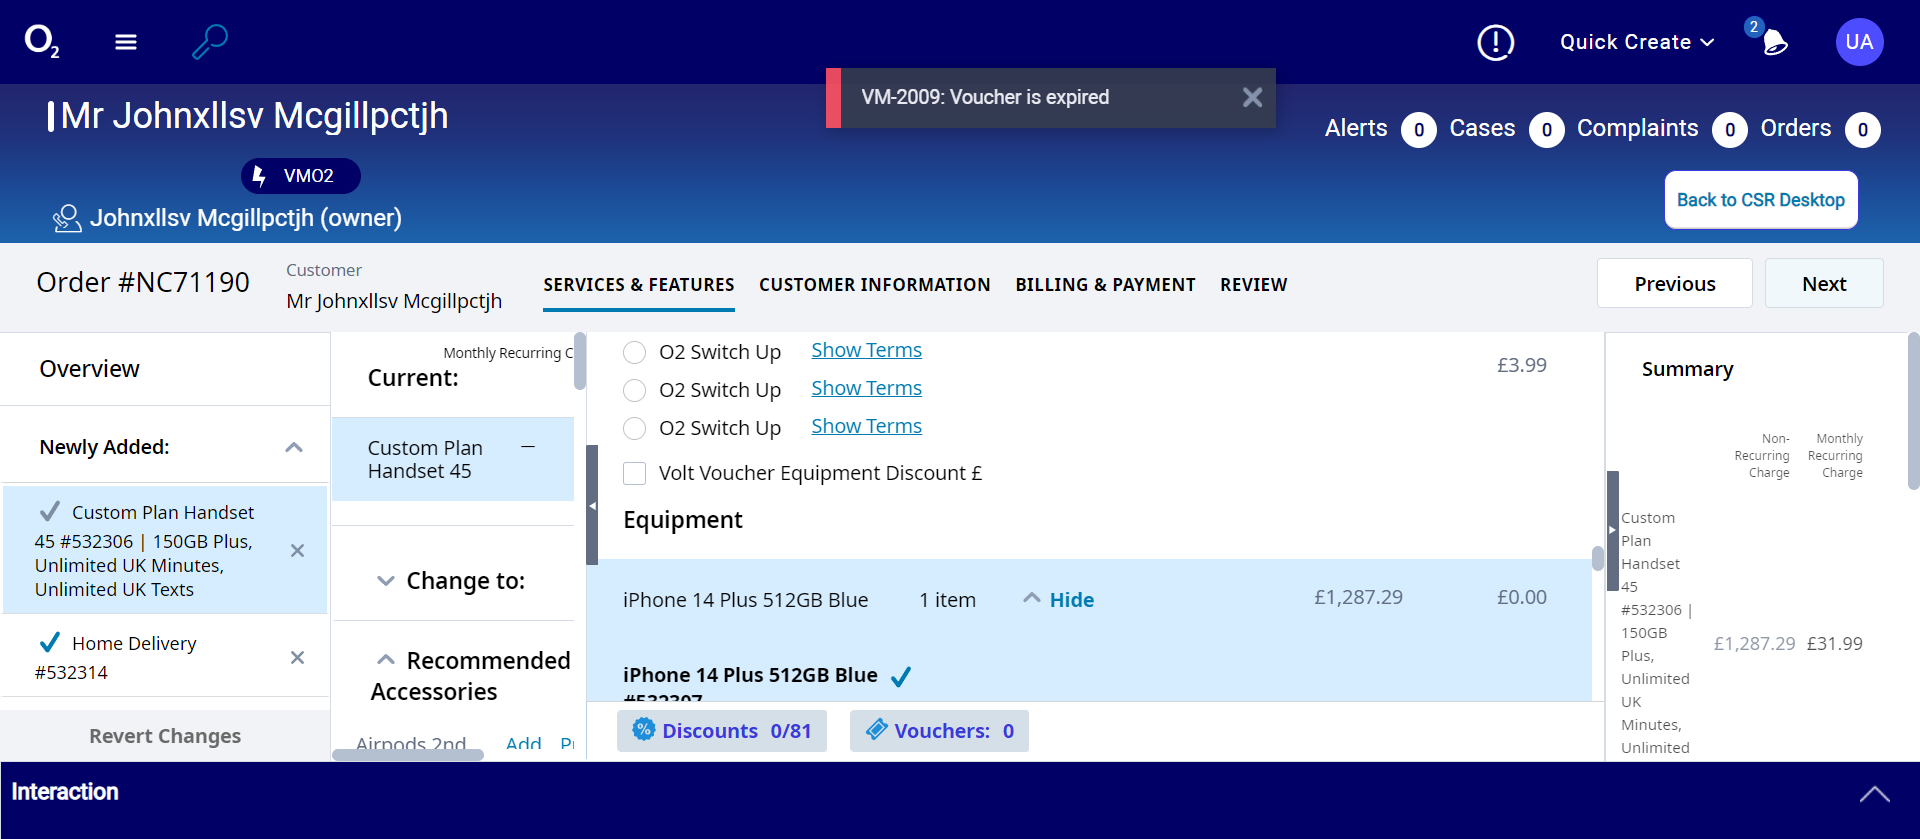 O2
Quick Create
2
UA
VM-2009: Voucher is expired
Mr Johnxllsv Mcgillpctjh
Alerts 0 Cases 0 Complaints 0 Orders 0
VMO2
Johnxllsv Mcgillpctjh (owner)
Back to CSR Desktop
Order #NC71190
Customer
Mr Johnxllsv Mcgillpctjh
SERVICES & FEATURES
CUSTOMER INFORMATION
BILLING & PAYMENT
REVIEW
Previous
Next
Overview
Newly Added:
Custom Plan Handset
45 #532306 | 150GB Plus,
Unlimited UK Minutes,
Unlimited UK Texts
Home Delivery
#532314
Revert Changes
Monthly Recurring C
Current:
Custom Plan
Handset 45
Change to:
Recommended
Accessories
Airpods 2nd Add
O2 Switch Up Show Terms £3.99
O2 Switch Up Show Terms
O2 Switch Up Show Terms
Volt Voucher Equipment Discount £
Equipment
iPhone 14 Plus 512GB Blue 1 item Hide £1,287.29 £0.00
iPhone 14 Plus 512GB Blue
#532307
Discounts 0/81
Vouchers: 0
Summary
Non-
Recurring
Charge
Monthly
Recurring
Charge
Custom
Plan
Handset
45
#532306 |
150GB
Plus,
Unlimited
UK
Minutes,
Unlimited
£1,287.29 £31.99
Interaction